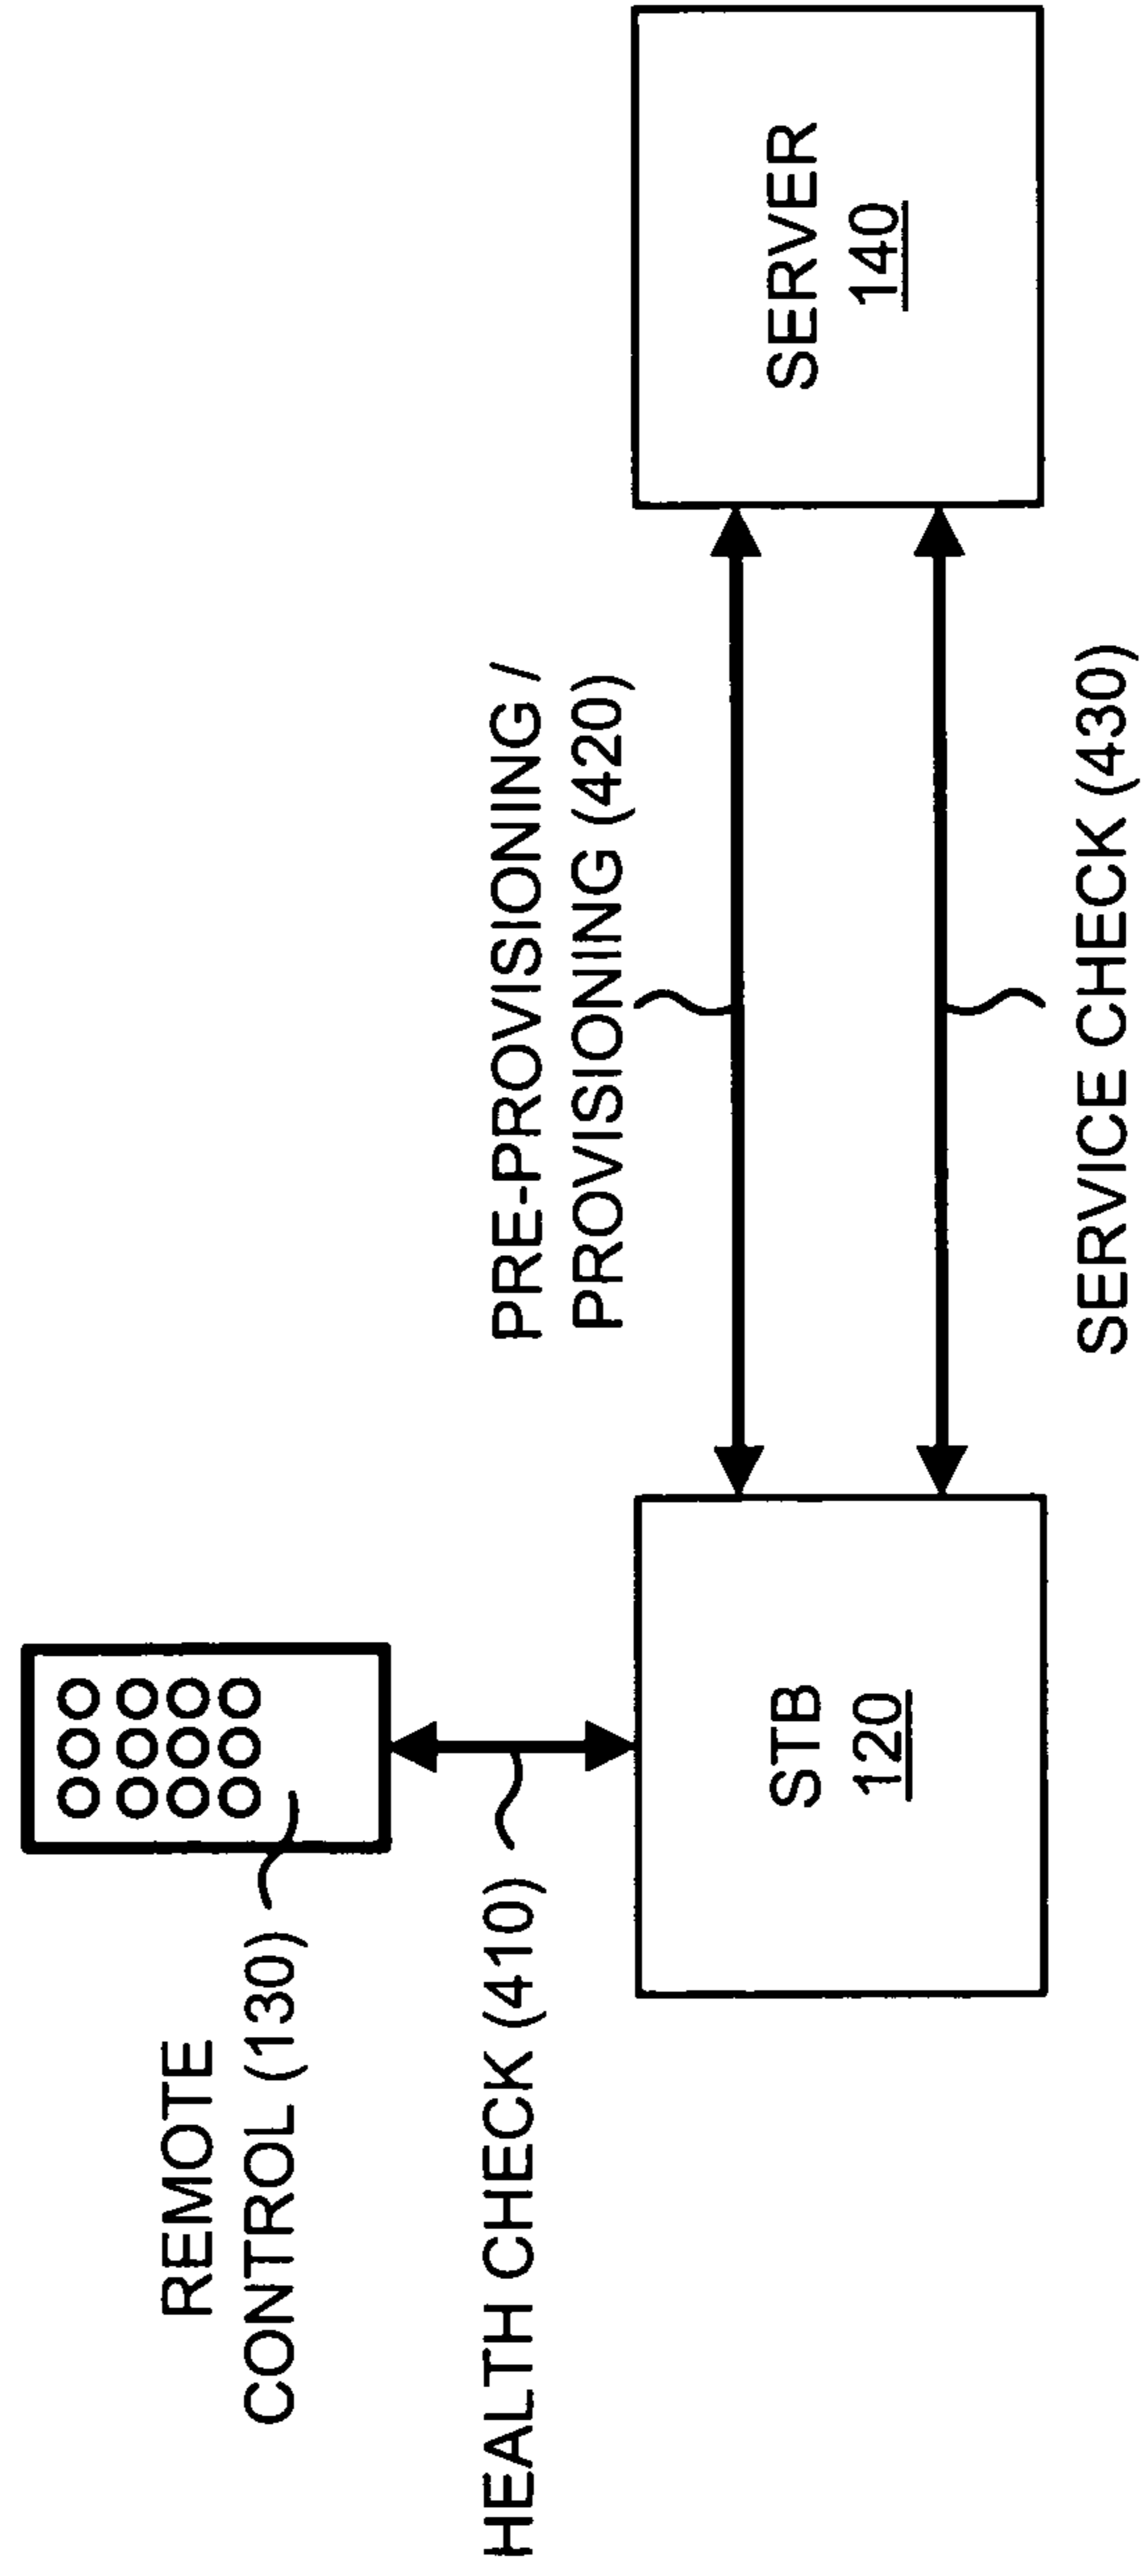 REMOTE
CONTROL (130)
HEALTH CHECK (410)
PRE-PROVISIONING /
PROVISIONING (420)
STB
120
SERVER
140
SERVICE CHECK (430)